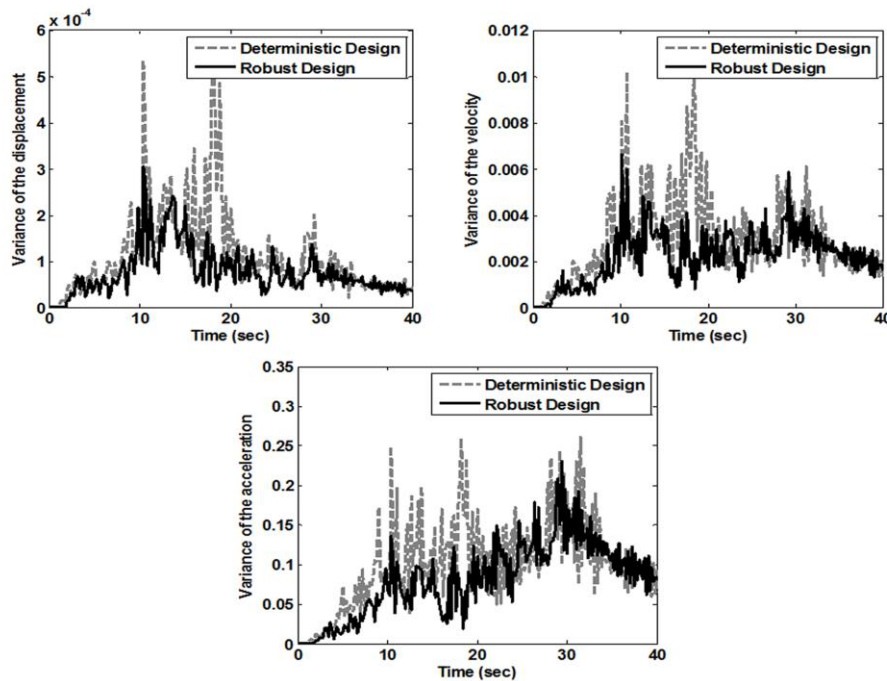 x 10⁻⁴
6
5
4
3
2
1
0
0 10 20 30 40
Variance of the displacement
Time (sec)
Deterministic Design
Robust Design
0.012
0.01
0.008
0.006
0.004
0.002
0
0 10 20 30 40
Variance of the velocity
Time (sec)
Deterministic Design
Robust Design
0.35
0.3
0.25
0.2
0.15
0.1
0.05
0
0 10 20 30 40
Variance of the acceleration
Time (sec)
Deterministic Design
Robust Design